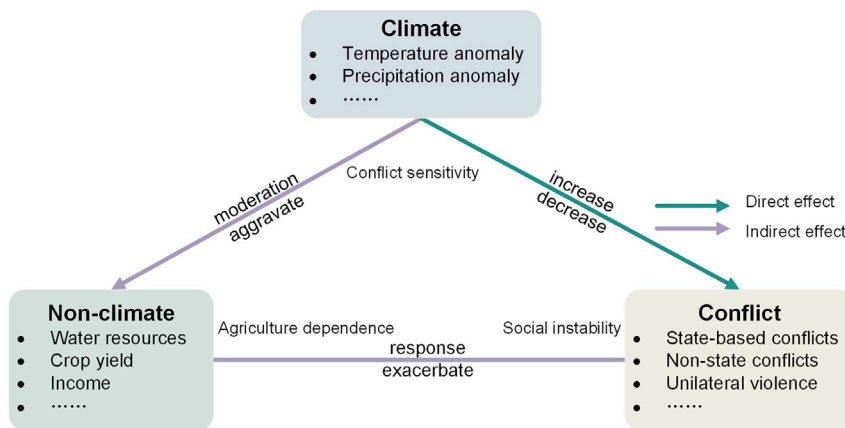 Climate
• Temperature anomaly
• Precipitation anomaly
• ……
moderation
aggravate
Conflict sensitivity
increase
decrease
Direct effect
Indirect effect
Non-climate
• Water resources
• Crop yield
• Income
• ……
Agriculture dependence
Social instability
response
exacerbate
Conflict
• State-based conflicts
• Non-state conflicts
• Unilateral violence
• ……